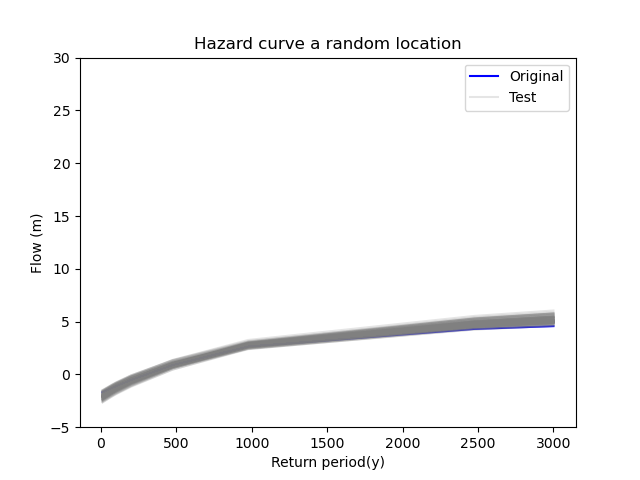 Hazard curve a random location
Original
Test
Flow (m)
30
25
20
15
10
5
0
−5
0 500 1000 1500 2000 2500 3000
Return period(y)